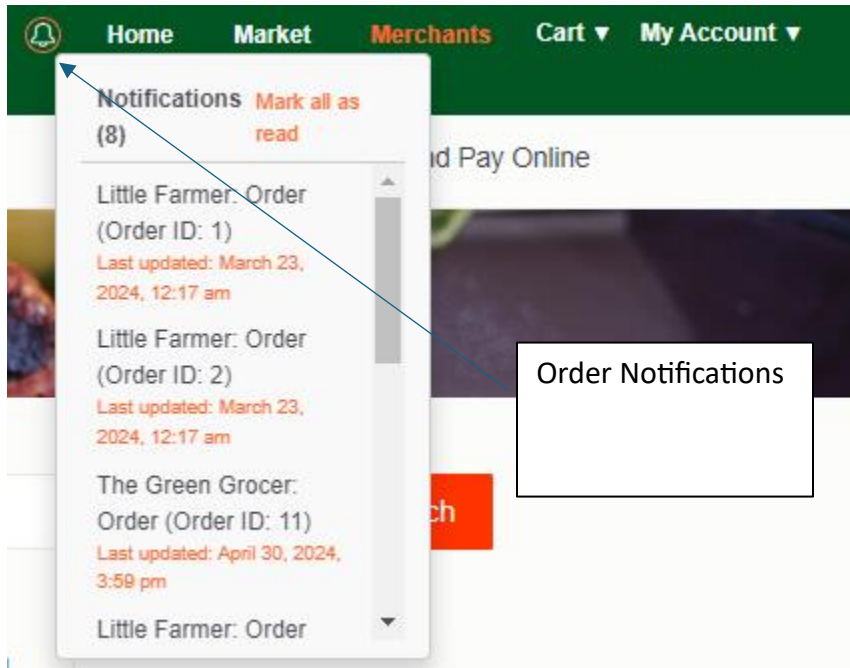 Home Market Merchants Cart ▼ My Account ▼
Notifications Mark all as
(8) read
Pay Online
Little Farmer: Order
(Order ID: 1)
Last updated: March 23,
2024, 12:17 am
Little Farmer: Order
(Order ID: 2)
Last updated: March 23,
2024, 12:17 am
Order Notifications
The Green Grocer:
Order (Order ID: 11)
Last updated: April 30, 2024,
3:59 pm
Little Farmer: Order